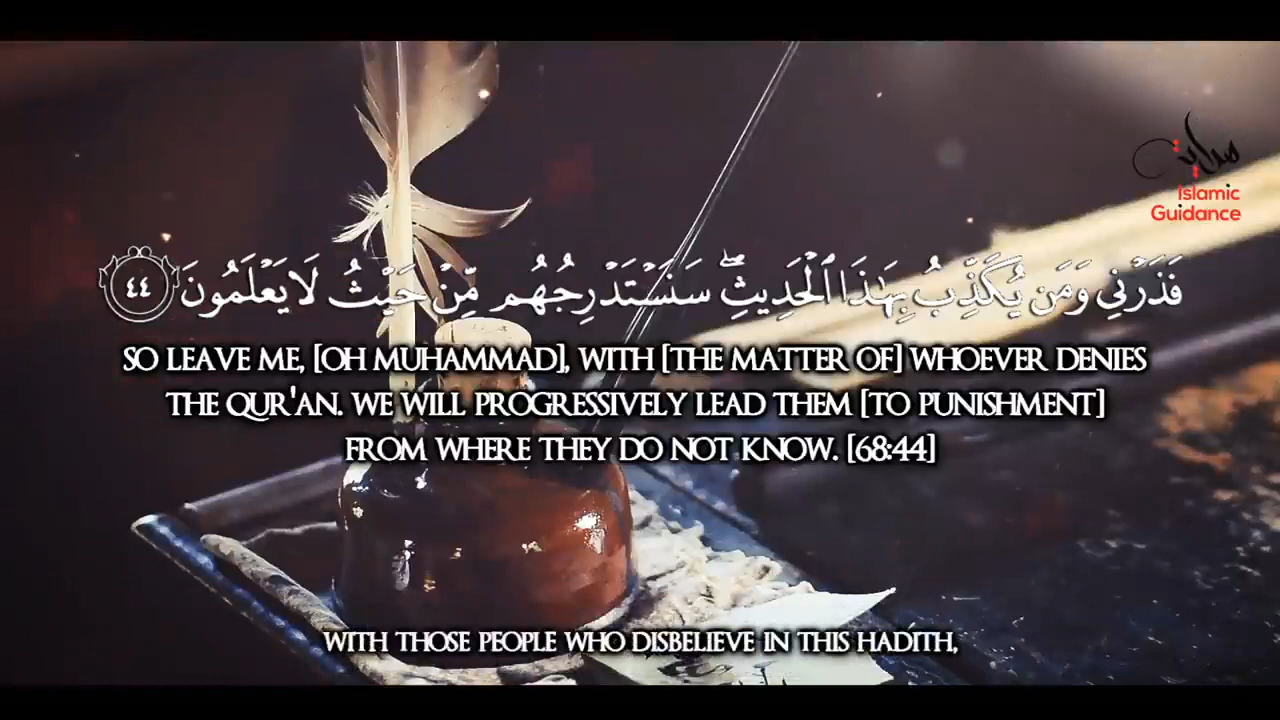 هداية
Islamic
Guidance
فَذَرْنِي وَمَن يُكَذِّبُ بِهَٰذَا ٱلْحَدِيثِ ۖ سَنَسْتَدْرِجُهُم مِّنْ حَيْثُ لَا يَعْلَمُونَ ٤٤
SO LEAVE ME, [OH MUHAMMAD], WITH [THE MATTER OF] WHOEVER DENIES
THE QUR'AN. WE WILL PROGRESSIVELY LEAD THEM [TO PUNISHMENT]
FROM WHERE THEY DO NOT KNOW. [68:44]
WITH THOSE PEOPLE WHO DISBELIEVE IN THIS HADITH,